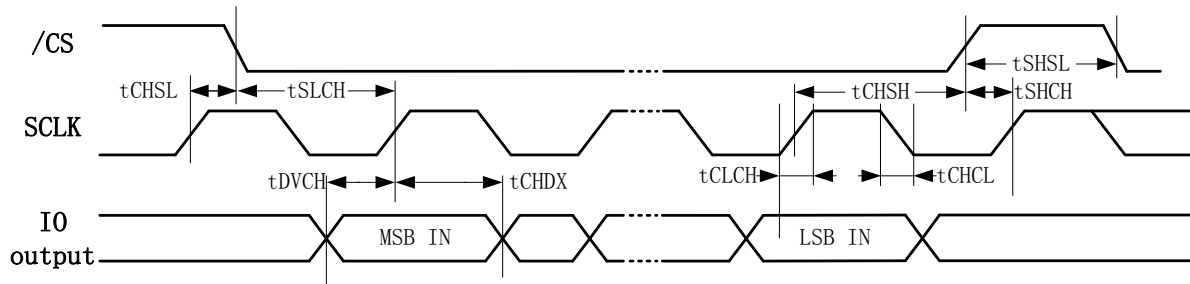 /CS
tCHSL
tSLCH
tCHSH
tSHSL
tSHCH
SCLK
tDVCH
tCHDX
tCLCH
tCHCL
IO
output
MSB IN
LSB IN